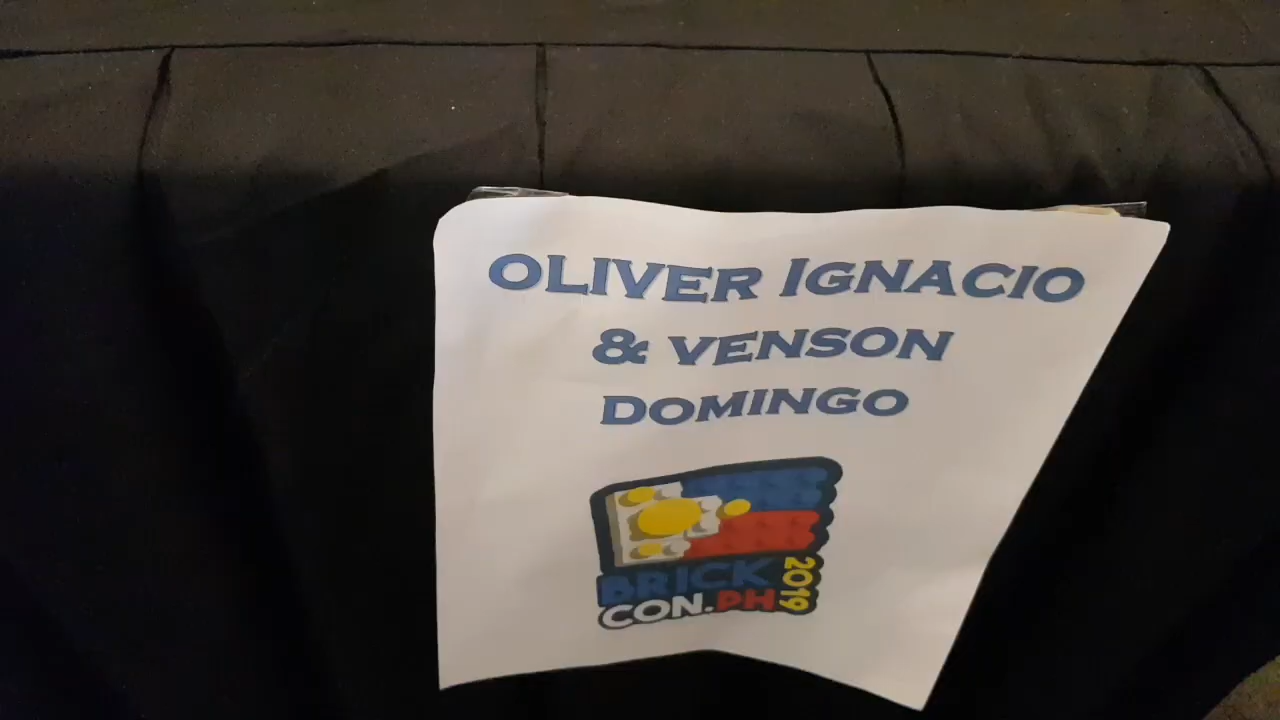 OLIVER IGNACIO
& VENSON
DOMINGO
BRICK
CON.PH
2019